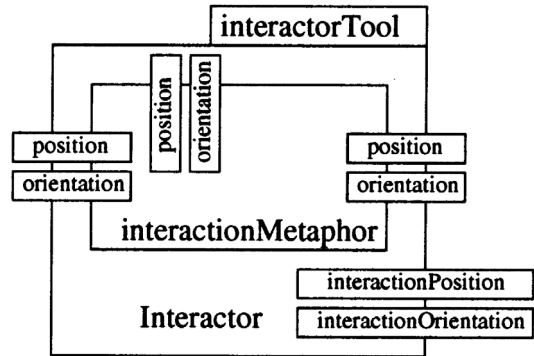 interactorTool
position
orientation
position
orientation
position
orientation
interactionMetaphor
interactionPosition
Interactor
interactionOrientation